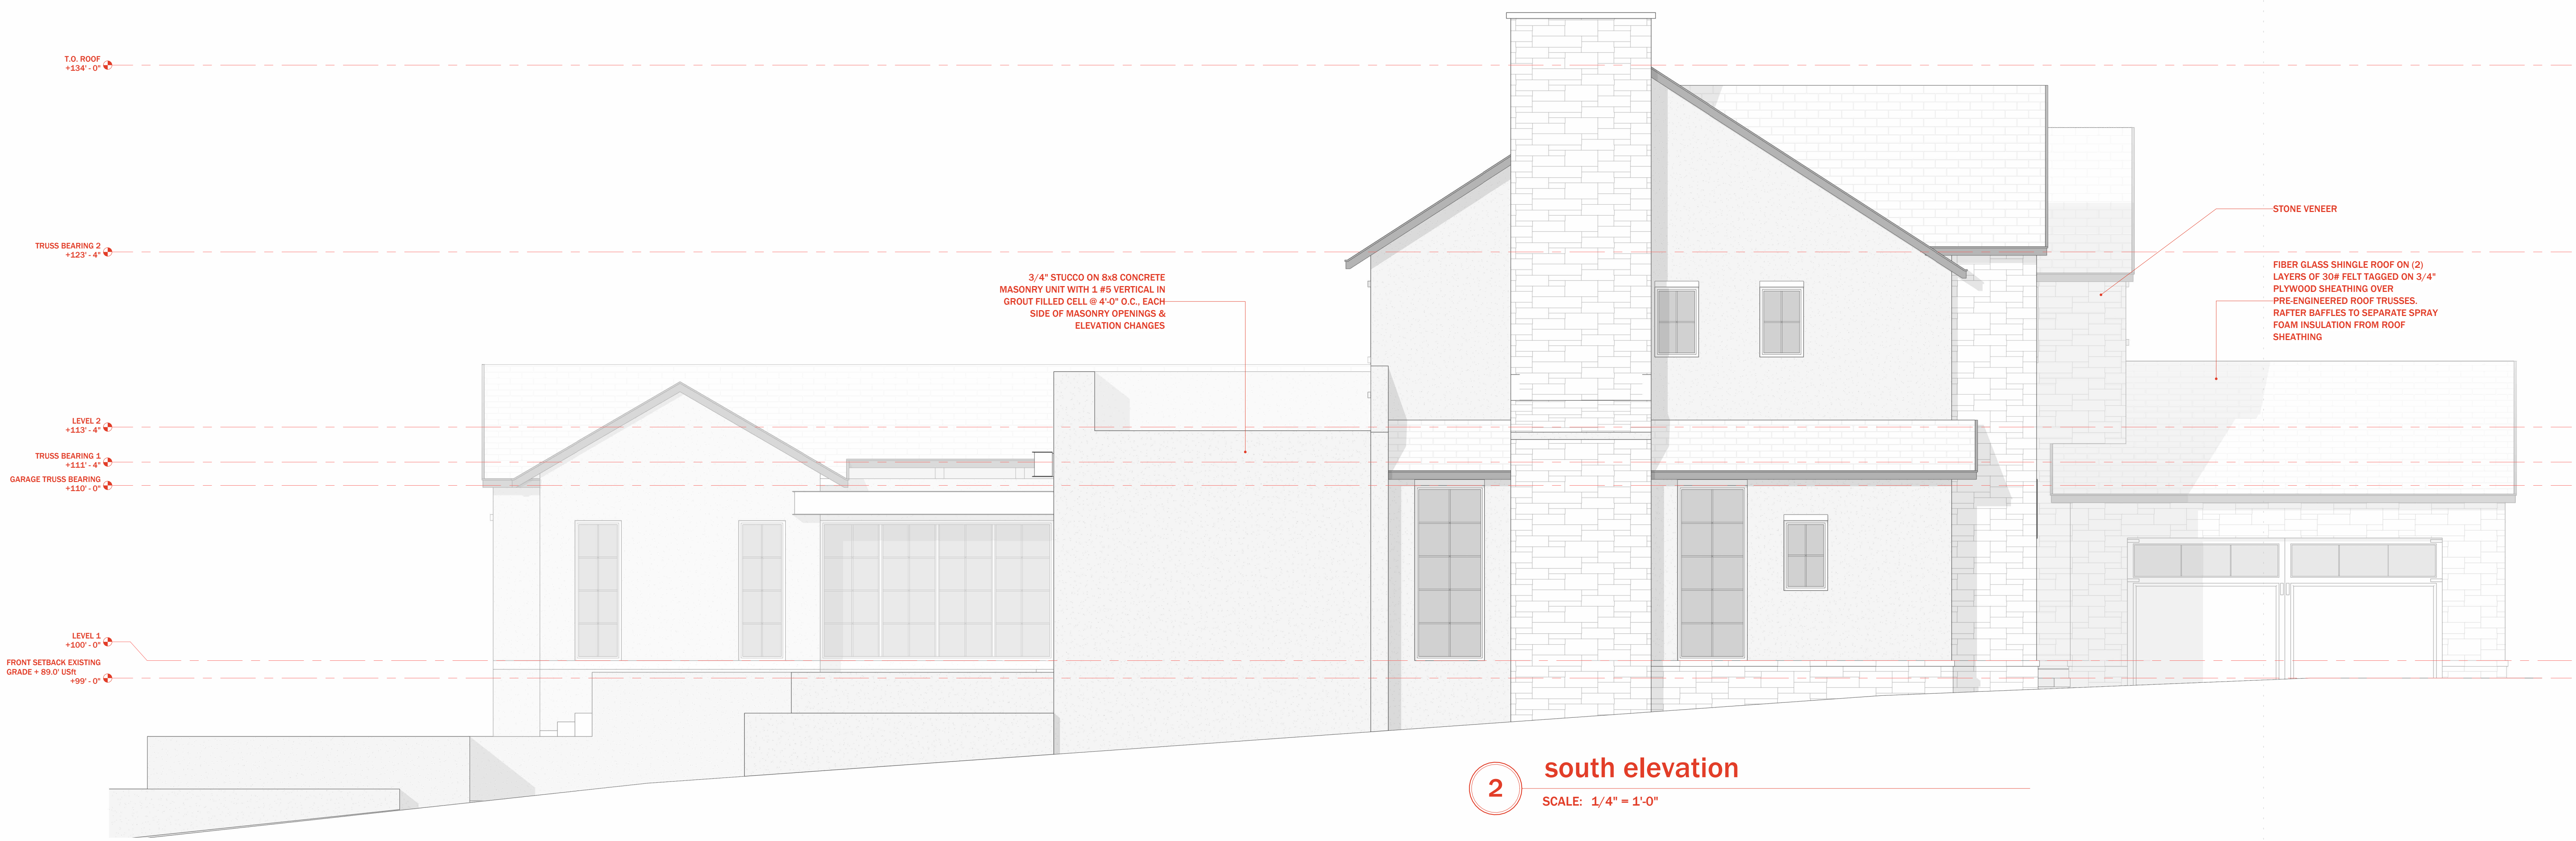 T.O. ROOF
+134' - 0"
TRUSS BEARING 2
+123' - 4"
LEVEL 2
+113' - 4"
TRUSS BEARING 1
+111' - 4"
GARAGE TRUSS BEARING
+110' - 0"
LEVEL 1
+100' - 0"
FRONT SETBACK EXISTING
GRADE + 89.0' USft
+99' - 0"
3/4" STUCCO ON 8x8 CONCRETE
MASONRY UNIT WITH 1 #5 VERTICAL IN
GROUT FILLED CELL @ 4'-0" O.C., EACH
SIDE OF MASONRY OPENINGS &
ELEVATION CHANGES
STONE VENEER
FIBER GLASS SHINGLE ROOF ON (2)
LAYERS OF 30# FELT TAGGED ON 3/4"
PLYWOOD SHEATHING OVER
PRE-ENGINEERED ROOF TRUSSES.
RAFTER BAFFLES TO SEPARATE SPRAY
FOAM INSULATION FROM ROOF
SHEATHING
2
south elevation
SCALE: 1/4" = 1'-0"